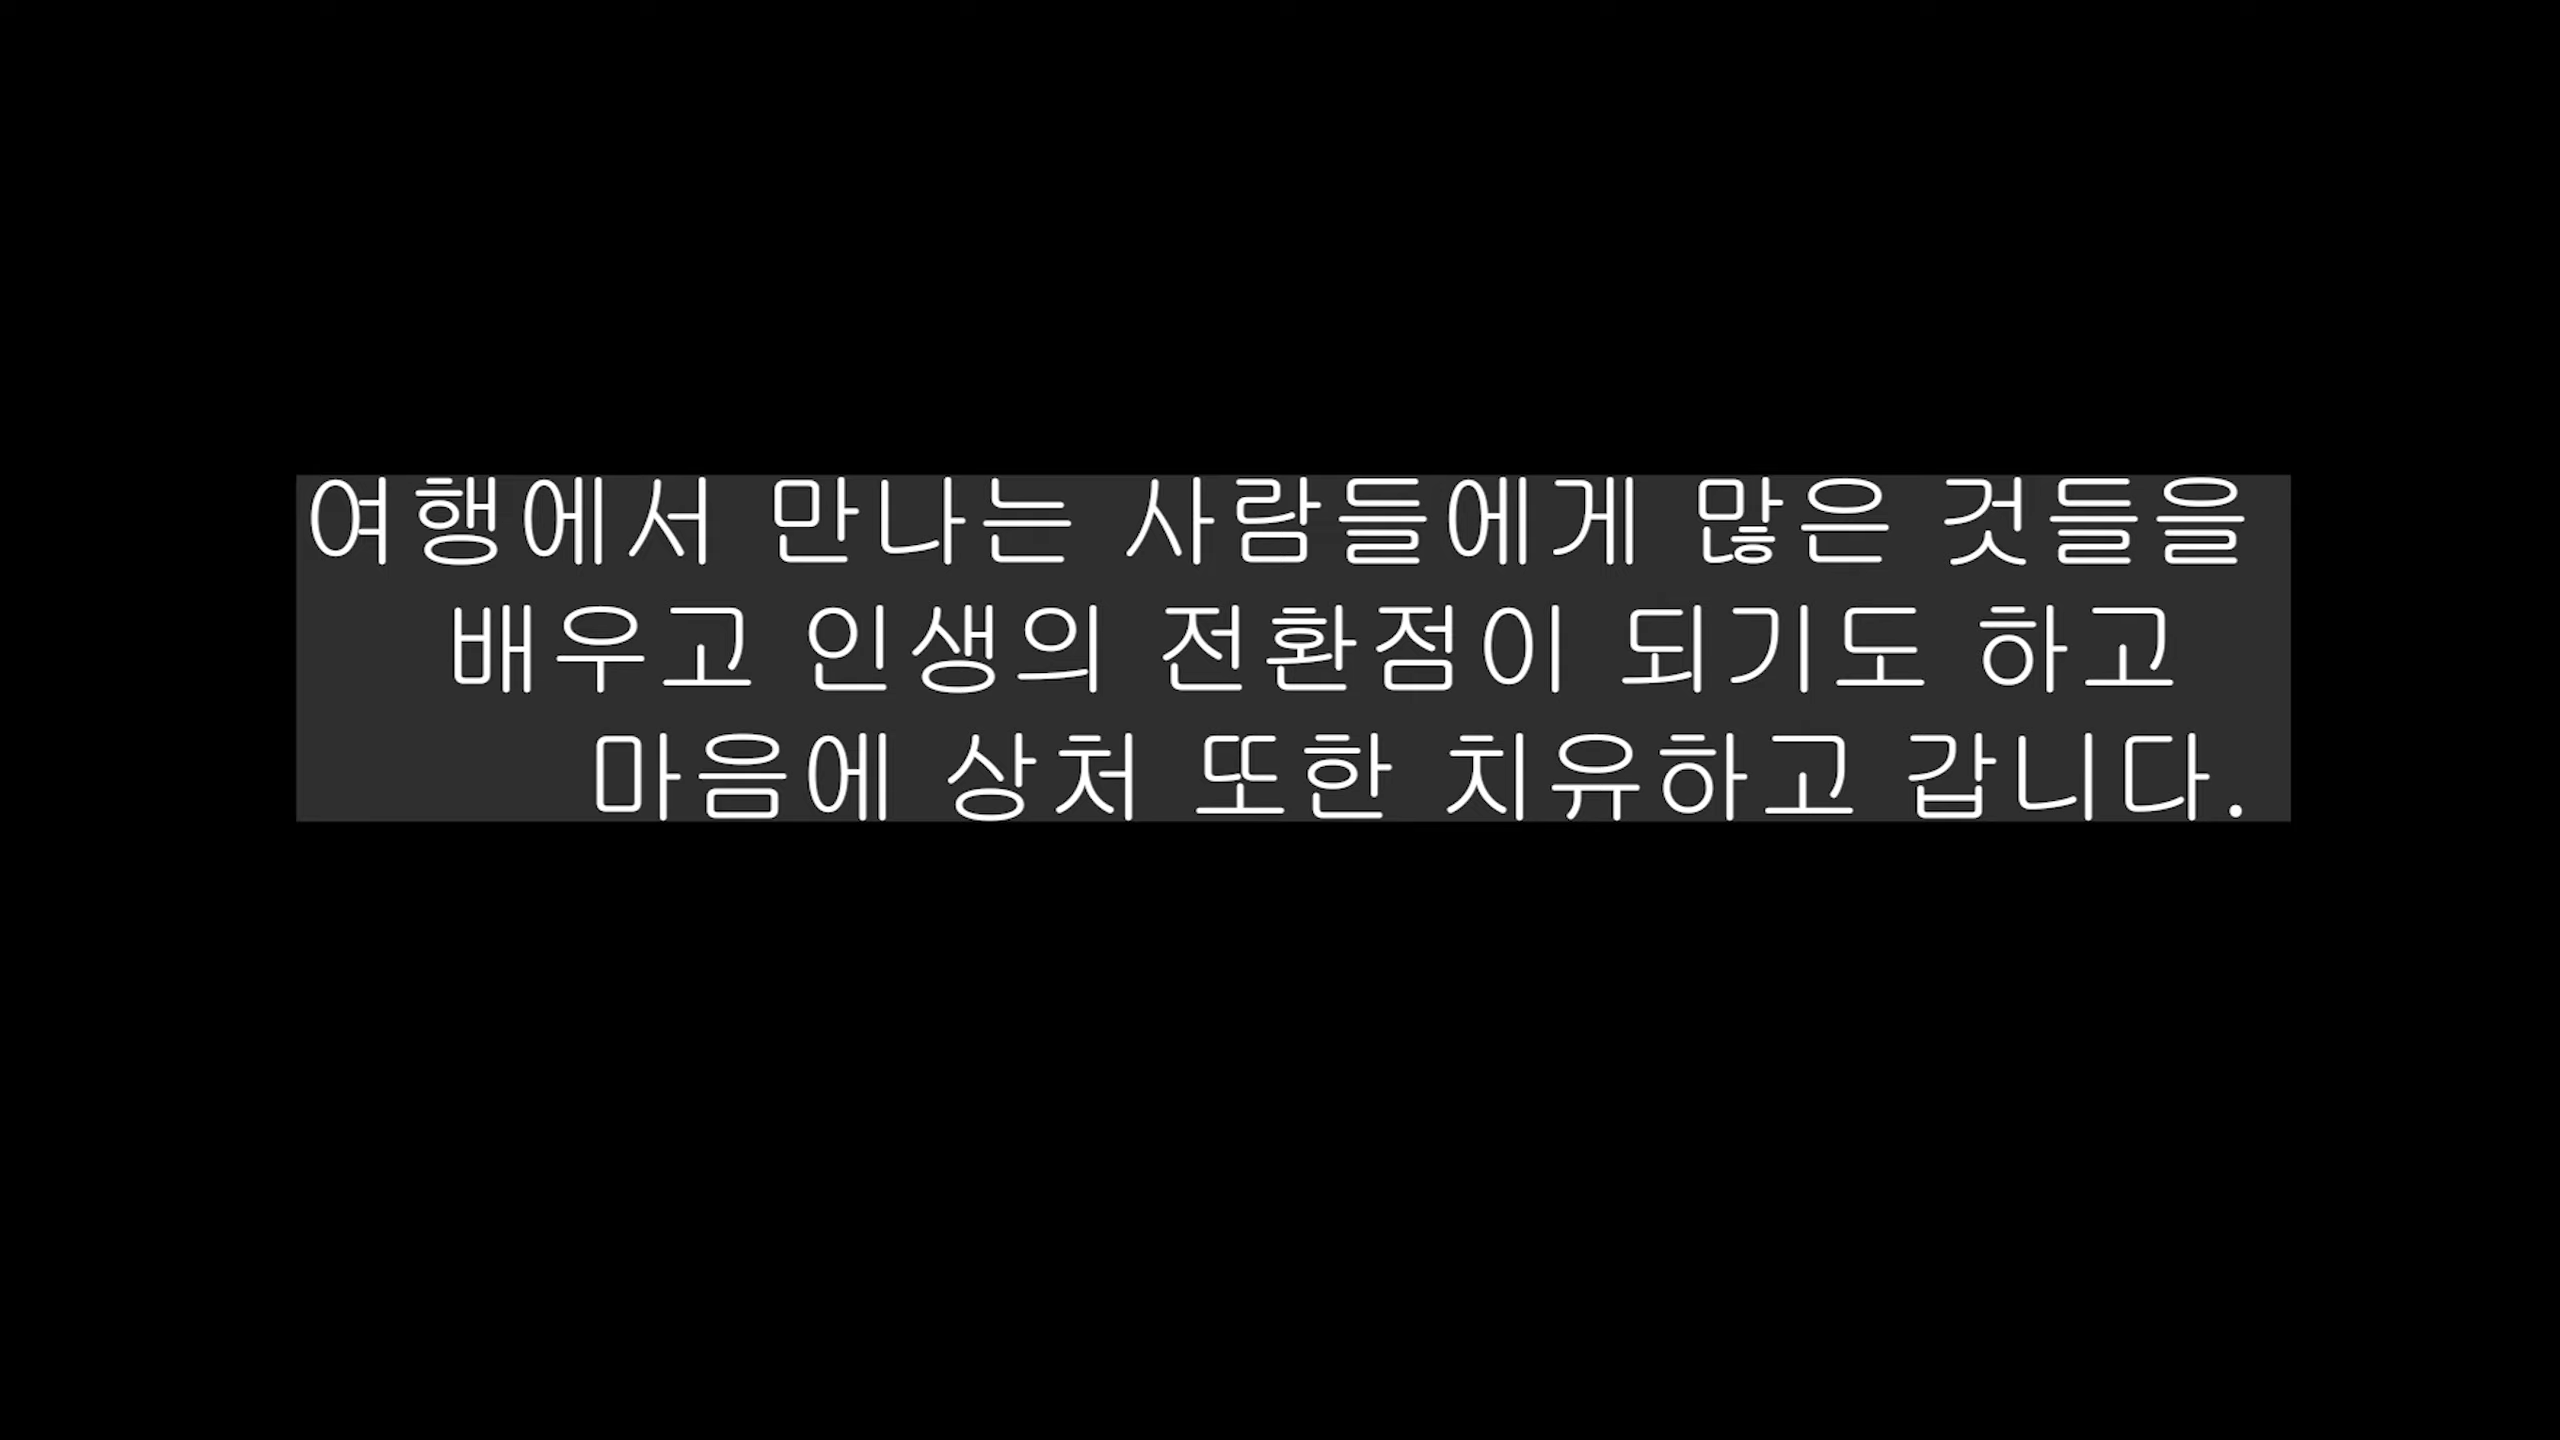 여행에서 만나는 사람들에게 많은 것들을
배우고 인생의 전환점이 되기도 하고
마음에 상처 또한 치유하고 갑니다.